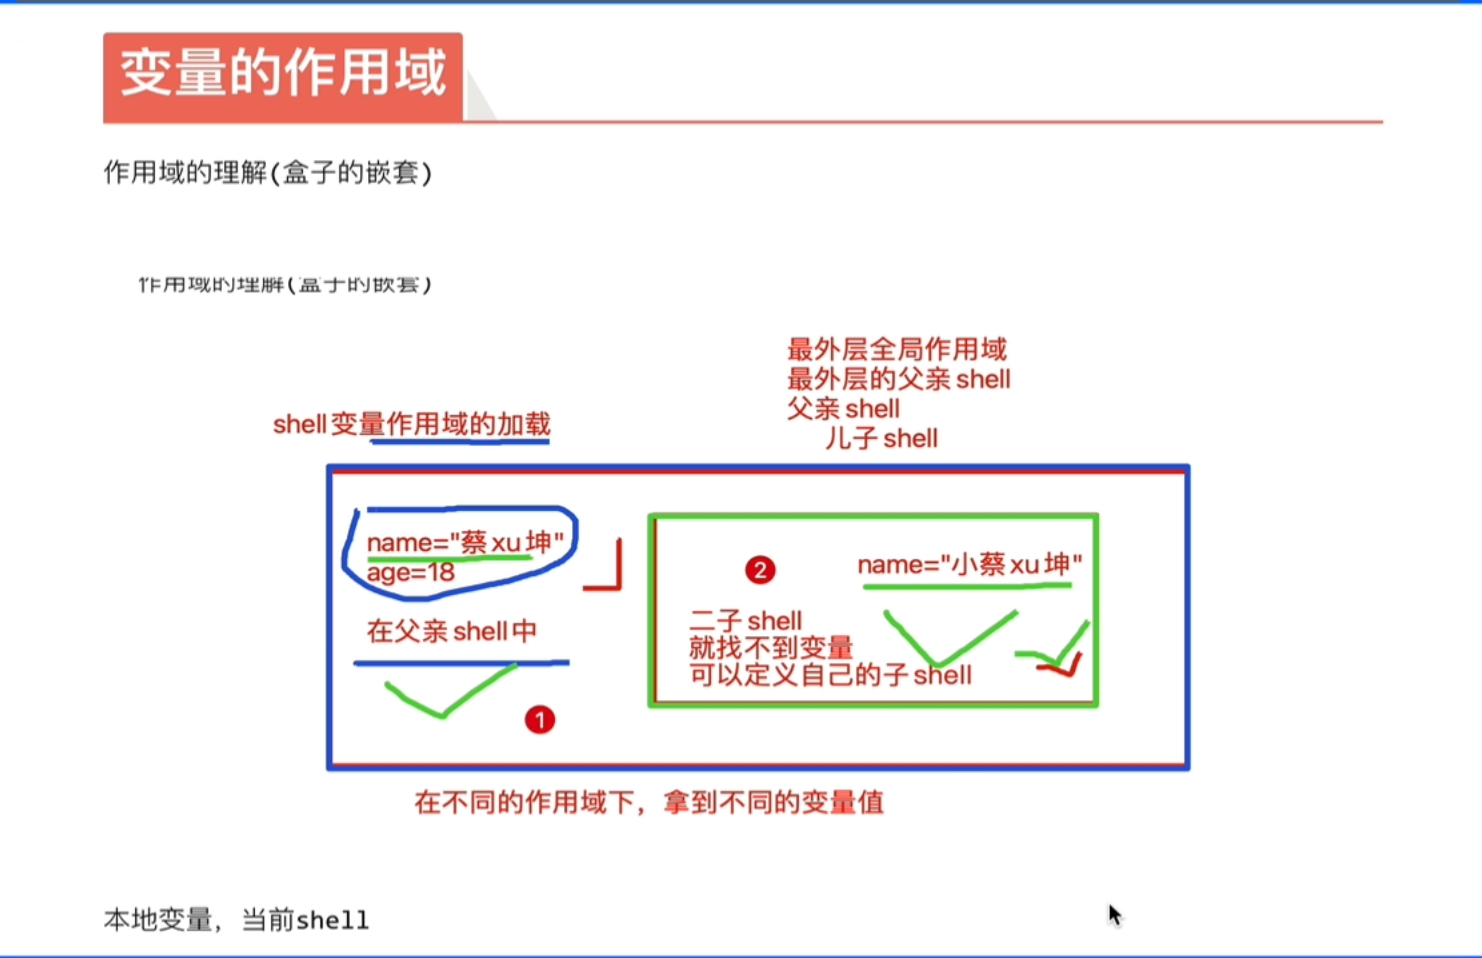 变量的作用域
作用域的理解(盒子的嵌套)
作用域的理解(盒子的嵌套)
最外层全局作用域
最外层的父亲 shell
父亲 shell
儿子 shell
shell 变量作用域的加载
name="蔡 xu 坤"
age=18
在父亲 shell 中
1
2
name="小蔡 xu 坤"
二子 shell
就找不到变量
可以定义自己的子 shell
在不同的作用域下，拿到不同的变量值
本地变量，当前shell